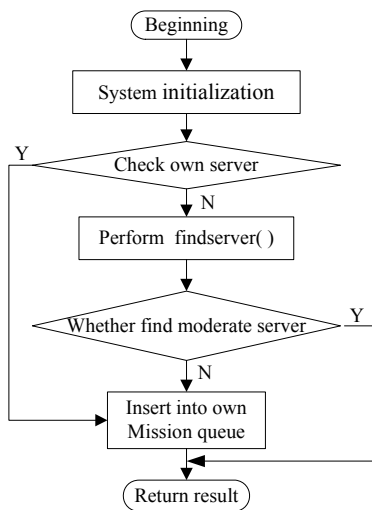 Beginning
System initialization
Y
Check own server
N
Perform findserver( )
Y
Whether find moderate server
N
Insert into own
Mission queue
Return result